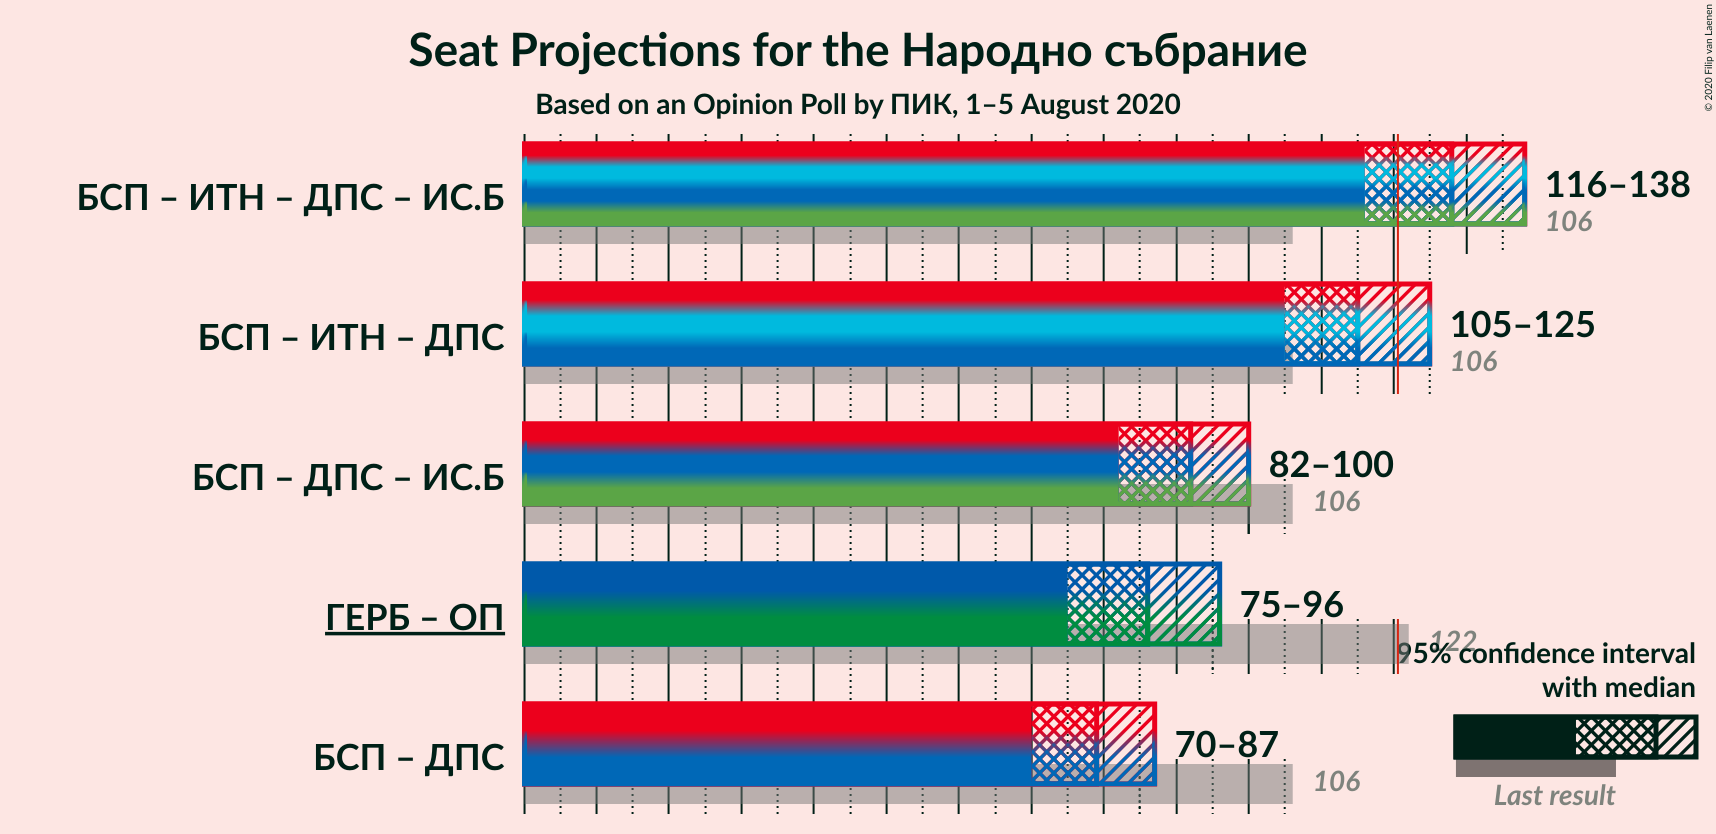 Seat Projections for the Народно събрание
Based on an Opinion Poll by ПИК, 1–5 August 2020
© 2020 Filip van Laenen
БСП – ИТН – ДПС – ИС.Б
116–138
106
БСП – ИТН – ДПС
105–125
106
БСП – ДПС – ИС.Б
82–100
106
ГЕРБ – ОП
75–96
122
БСП – ДПС
70–87
106
95% confidence interval
with median
Last result